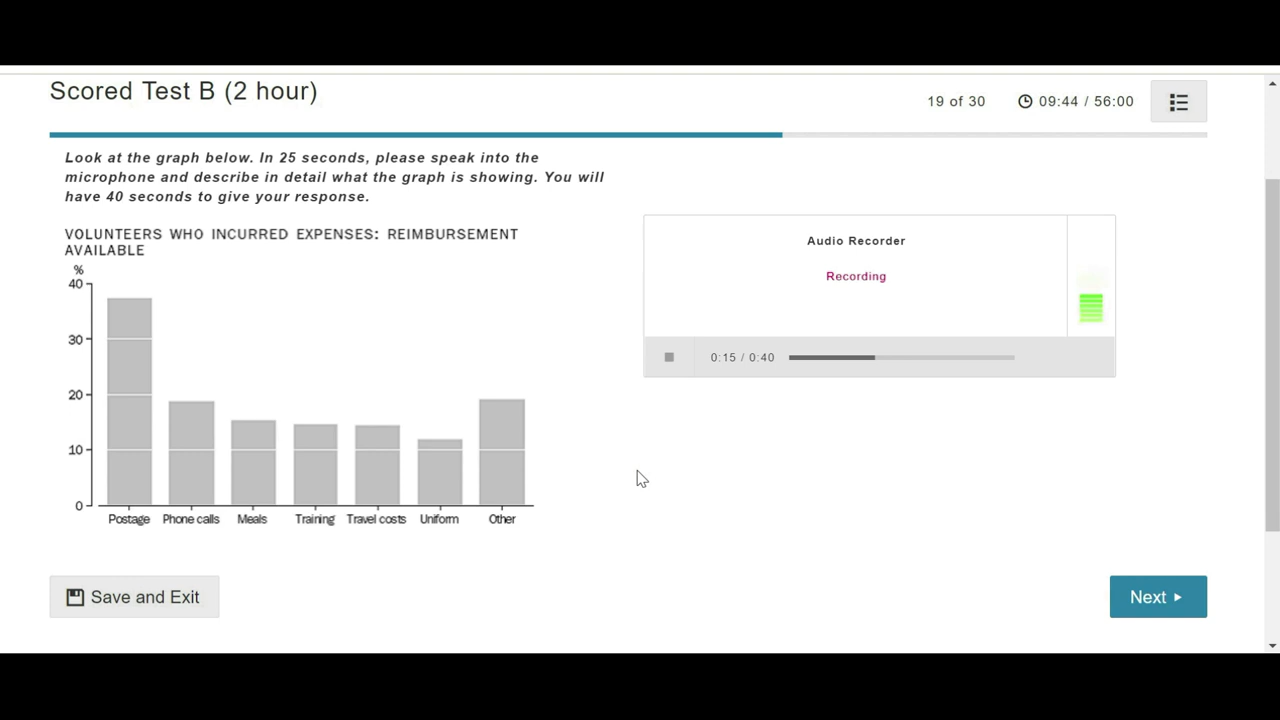 Scored Test B (2 hour)
19 of 30
09:44 / 56:00
Look at the graph below. In 25 seconds, please speak into the
microphone and describe in detail what the graph is showing. You will
have 40 seconds to give your response.
VOLUNTEERS WHO INCURRED EXPENSES: REIMBURSEMENT
AVAILABLE
%
40
30
20
10
0
Postage Phone calls Meals Training Travel costs Uniform Other
Audio Recorder
Recording
0:15 / 0:40
Save and Exit
Next